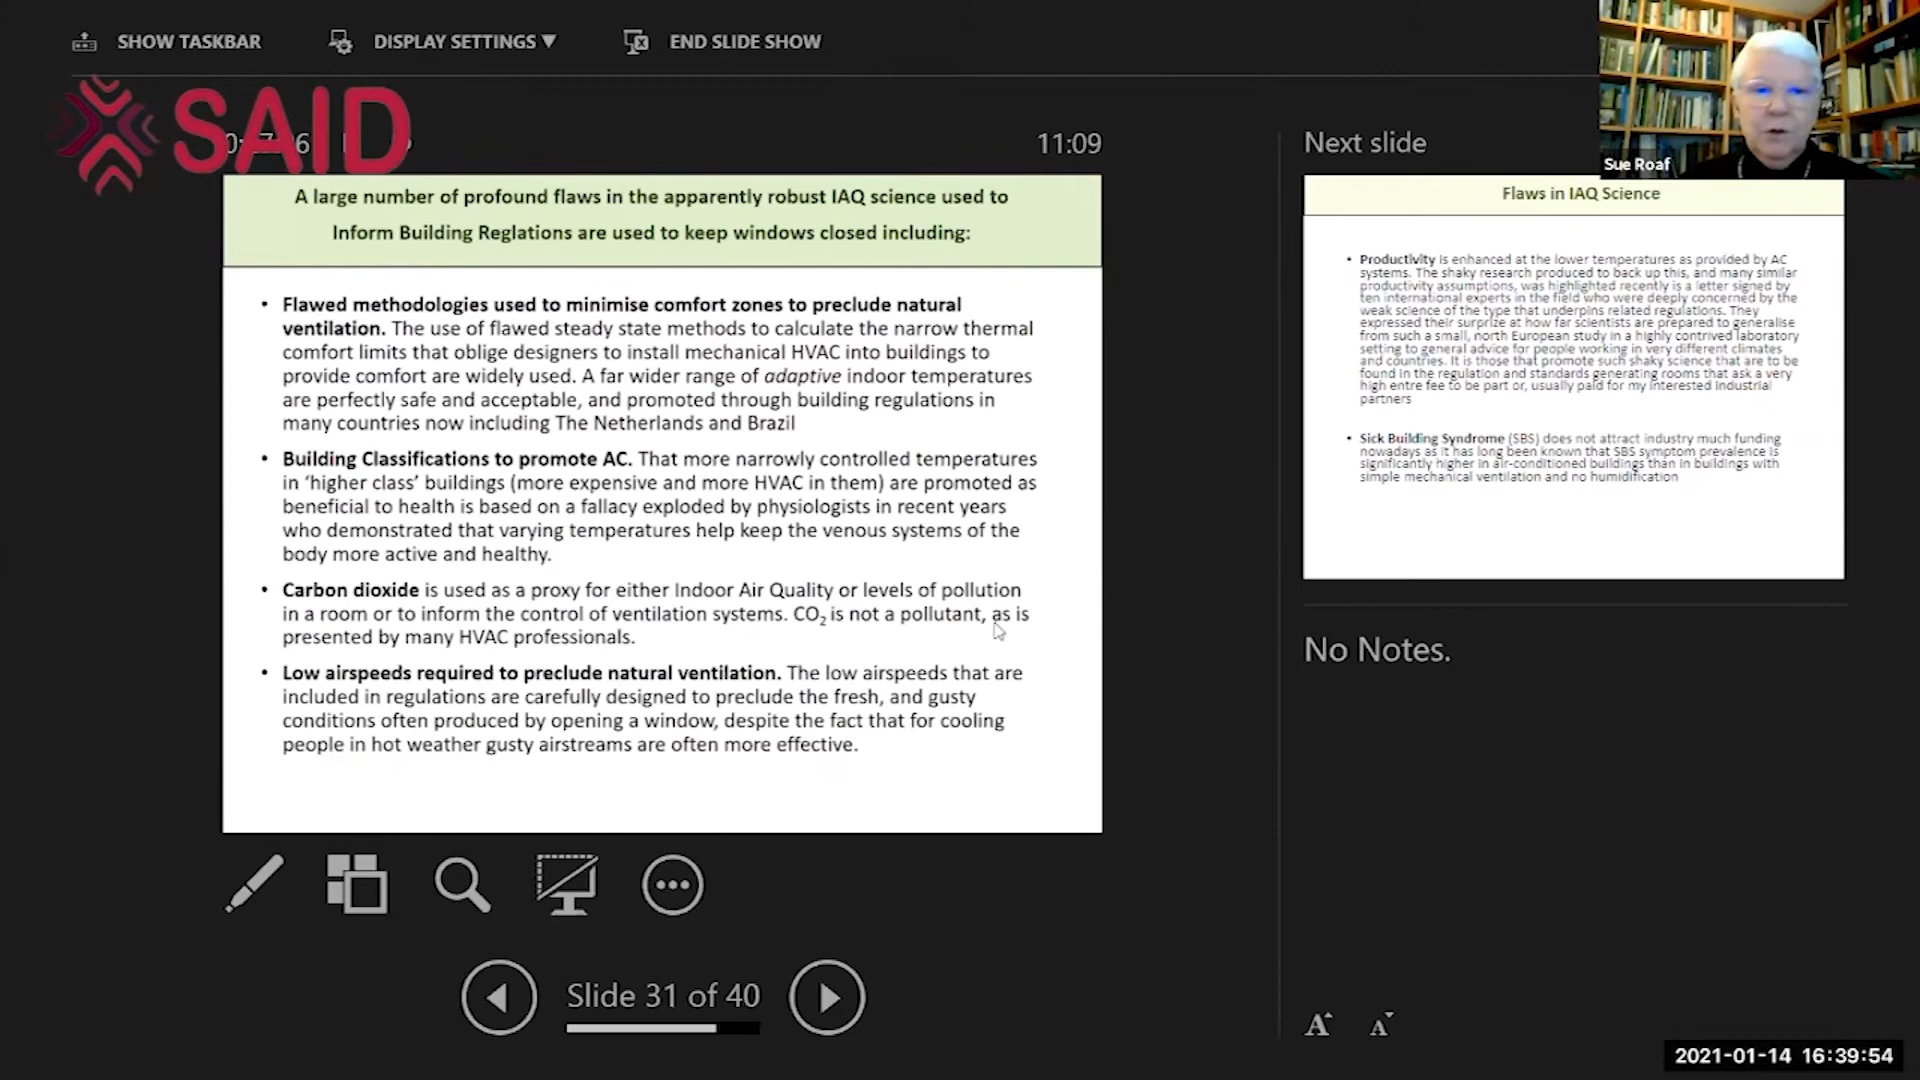 SHOW TASKBAR
DISPLAY SETTINGS ▼
END SLIDE SHOW
SAID
11:09
A large number of profound flaws in the apparently robust IAQ science used to
Inform Building Reglations are used to keep windows closed including:
• Flawed methodologies used to minimise comfort zones to preclude natural
ventilation. The use of flawed steady state methods to calculate the narrow thermal
comfort limits that oblige designers to install mechanical HVAC into buildings to
provide comfort are widely used. A far wider range of adaptive indoor temperatures
are perfectly safe and acceptable, and promoted through building regulations in
many countries now including The Netherlands and Brazil
• Building Classifications to promote AC. That more narrowly controlled temperatures
in ‘higher class’ buildings (more expensive and more HVAC in them) are promoted as
beneficial to health is based on a fallacy exploded by physiologists in recent years
who demonstrated that varying temperatures help keep the venous systems of the
body more active and healthy.
• Carbon dioxide is used as a proxy for either Indoor Air Quality or levels of pollution
in a room or to inform the control of ventilation systems. CO₂ is not a pollutant, as is
presented by many HVAC professionals.
• Low airspeeds required to preclude natural ventilation. The low airspeeds that are
included in regulations are carefully designed to preclude the fresh, and gusty
conditions often produced by opening a window, despite the fact that for cooling
people in hot weather gusty airstreams are often more effective.
Slide 31 of 40
Next slide
Sue Roaf
Flaws in IAQ Science
• Productivity is enhanced at the lower temperatures as provided by AC
systems. The shaky research produced to back up this, and many similar
productivity assumptions, was highlighted recently is a letter signed by
ten international experts in the field who were deeply concerned by the
weak science of the type that underpins related regulations. They
expressed their surprize at how far scientists are prepared to generalise
from such a small, north European study in a highly contrived laboratory
setting to general advice for people working in very different climates
and countries. It is those that promote such shaky science that are to be
found in the regulation and standards generating rooms that ask a very
high entre fee to be part or, usually paid for my interested industrial
partners
• Sick Building Syndrome (SBS) does not attract industry much funding
nowadays as it has long been known that SBS symptom prevalence is
significantly higher in air-conditioned buildings than in buildings with
simple mechanical ventilation and no humidification
No Notes.
A A
2021-01-14 16:39:54